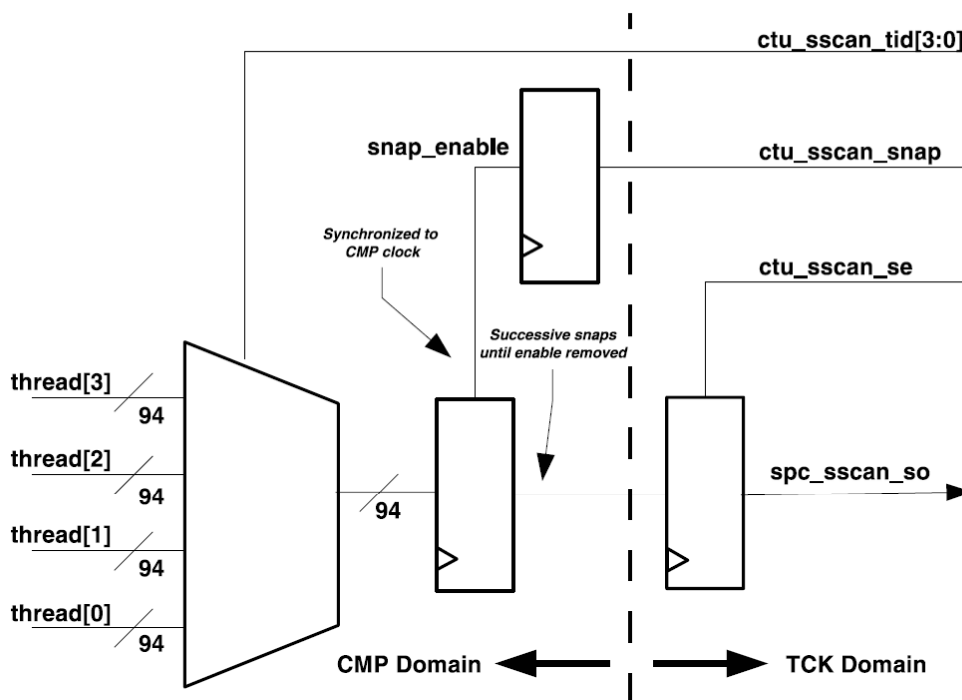 ctu_sscan_tid[3:0]
snap_enable
ctu_sscan_snap
Synchronized to
CMP clock
ctu_sscan_se
Successive snaps
until enable removed
thread[3]
94
thread[2]
94
94
spc_sscan_so
thread[1]
94
thread[0]
94
CMP Domain
TCK Domain